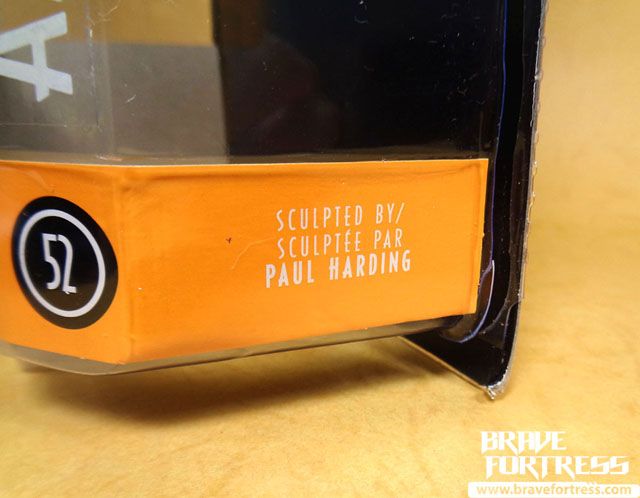 52
SCULPTED BY/
SCULPTÉE PAR
PAUL HARDING
BRAVE
FORTRESS
www.bravefortress.com